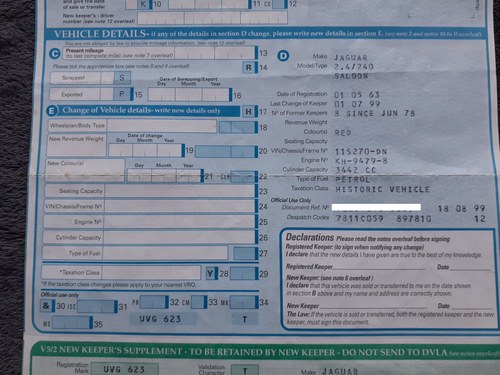 and give the date
of sale or transfer
K 10 11 CS 12
New keeper's - driver
number (see note 12 overleaf)
VEHICLE DETAILS- if any of the details in section D change, please write new details in section E. (see note 2 and notes 10 to 13 overleaf)
You are not obliged by law to provide mileage information. (see note 7 overleaf)
C Present mileage
(to last complete mile) (see note 7 overleaf) 13
R 14
Please tick the appropriate box (see notes 8 and 9 overleaf)
Scrapped S
Date of Scrapping/Export
Day Month Year
Exported P 15 16
D Make JAGUAR
Model/Type 2.4/240
SALOON
Date of Registration 01 05 63
Last Change of Keeper 01 07 99
Nº of Former Keepers 8 SINCE JUN 78
Revenue Weight
Colour(s) RED
Seating Capacity
VIN/Chassis/Frame Nº 115270-DN
Engine Nº KH-9479-8
Cylinder Capacity 3442 CC
Type of Fuel PETROL
Taxation Class HISTORIC VEHICLE
Official Use Only
Document Ref. Nº 18 08 99
Despatch Codes 7811C059 897810 12
E Change of Vehicle details- write new details only H 17
Wheelplan/Body Type 18
New Revenue Weight
Date of change
Day Month Year
19
20
New Colour(s)
Day Month Year
21
22
Seating Capacity 23
VIN/Chassis/Frame Nº 24
Engine Nº 25
Cylinder Capacity 26
Type of Fuel 27
*Taxation Class Y 28 29
*If the taxation class changes please apply to your nearest VRO.
Official use only
& 30 31 32 33 34
35
UVG 623 T
Declarations Please read the notes overleaf before signing
Registered Keeper: (to sign when notifying any change)
I declare that the new details I have given are true to the best of my knowledge.
Registered Keeper Date
New Keeper: (see note 6 overleaf)
I declare that this vehicle was sold or transferred to me on the date shown
in section B above and my name and address are correctly shown.
New Keeper Date
The Law: If the vehicle is sold or transferred, both the registered keeper and the new
keeper, must sign this document.
V5/2 NEW KEEPER'S SUPPLEMENT - TO BE RETAINED BY NEW KEEPER - DO NOT SEND TO DVLA (see note 6 overleaf)
Registration
Mark UVG 623
Validation
Character T
Make JAGUAR